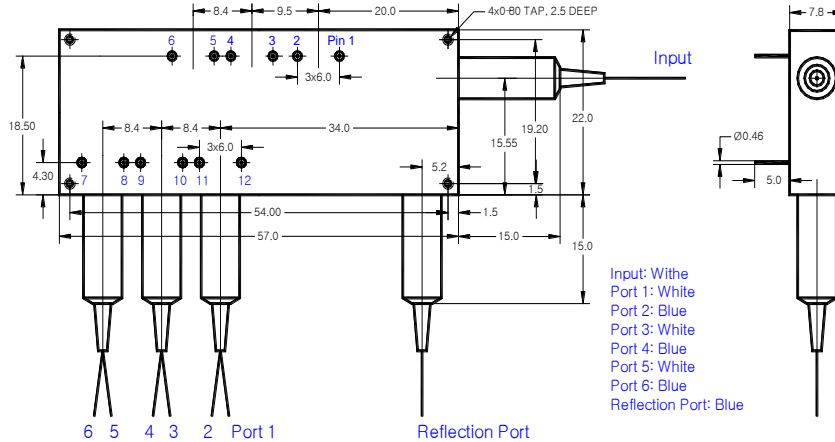 8.4 9.5 20.0 4x0-80 TAP, 2.5 DEEP 7.8
6 5 4 3 2 Pin 1 Input
3x6.0
18.50 8.4 8.4 34.0 15.55 19.20 22.0
3x6.0 Ø0.46
4.30 5.2 5.0
7 8 9 10 11 12 1.5
54.00 1.5
57.0 15.0 15.0
Input: Withe
Port 1: White
Port 2: Blue
Port 3: White
Port 4: Blue
Port 5: White
Port 6: Blue
Reflection Port: Blue
6 5 4 3 2 Port 1 Reflection Port